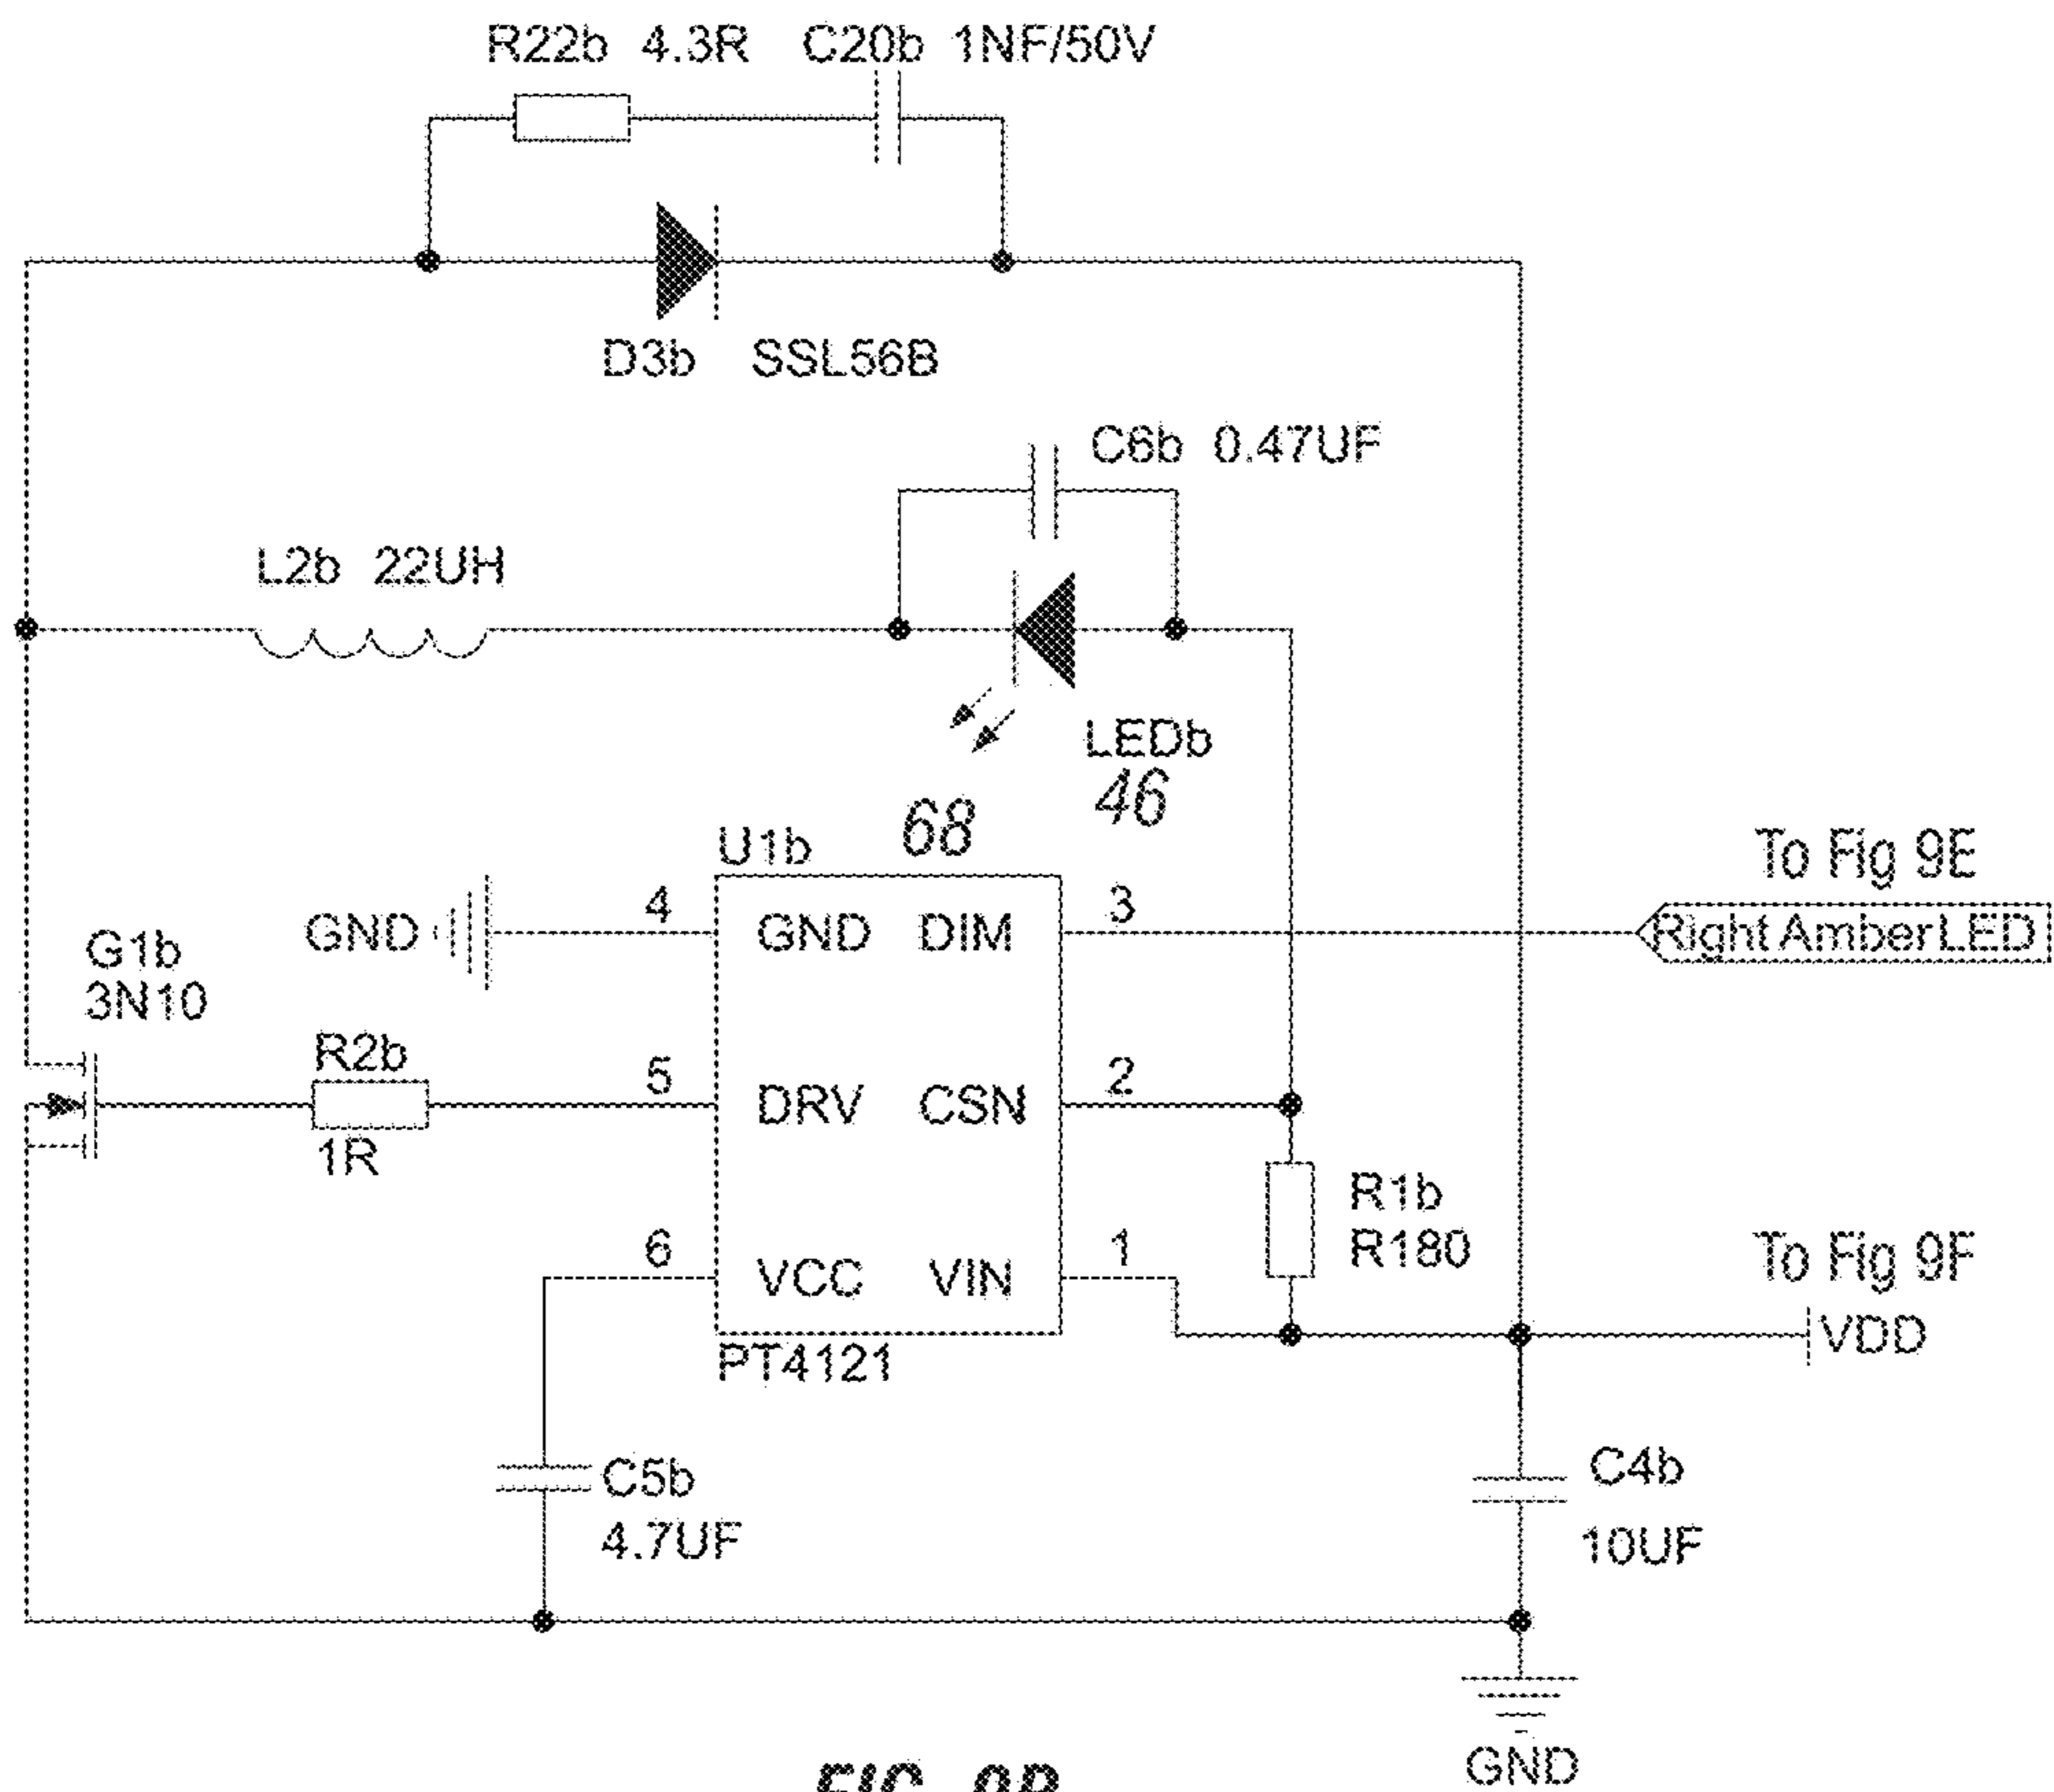 R22b 4.3R C20b 1NF/50V
D3b SSL56B
C6b 0.47UF
L2b 22UH
LEDb
46
68
U1b
To Fig 9E
4
3
GND
GND DIM
Right Amber LED
G1b
3N10
R2b
5
2
DRV CSN
1R
R1b
R180
6
1
To Fig 9F
VCC VIN
VDD
PT4121
C5b
4.7UF
C4b
10UF
GND